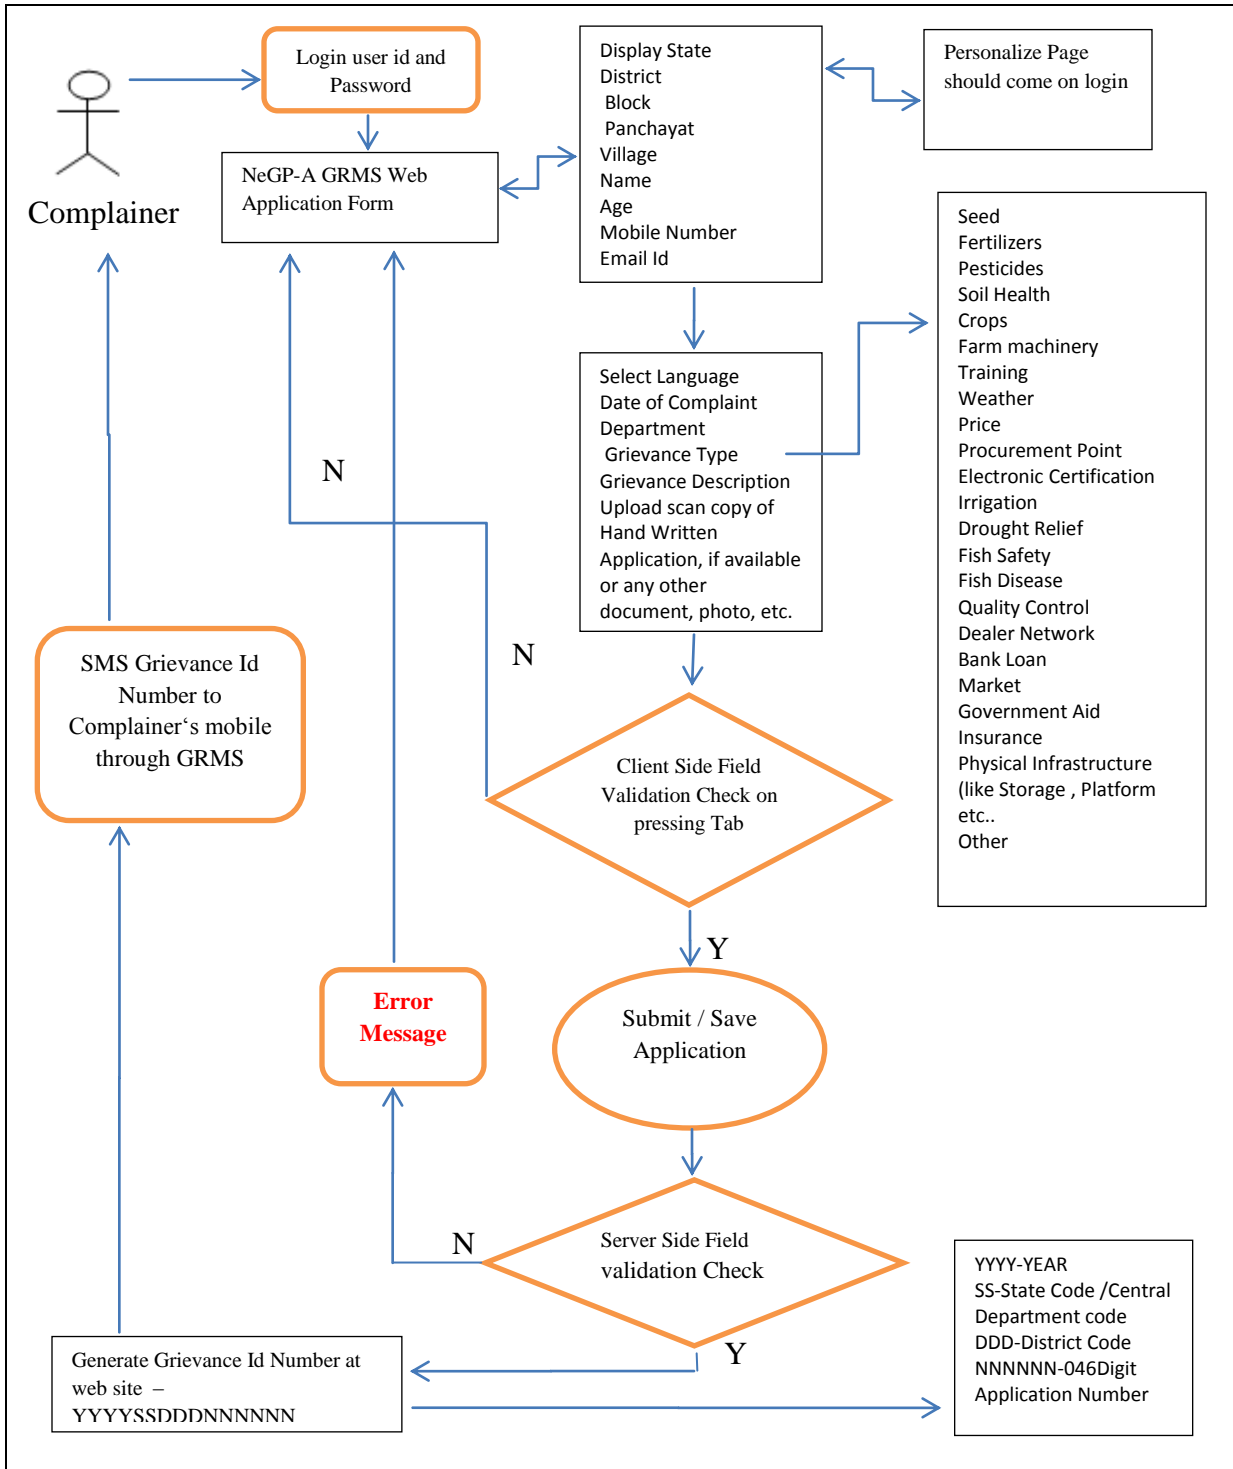 Login user id and
Password
Complainer
NeGP-A GRMS Web
Application Form
Display State
District
Block
Panchayat
Village
Name
Age
Mobile Number
Email Id
Personalize Page
should come on login
Select Language
Date of Complaint
Department
Grievance Type
Grievance Description
Upload scan copy of
Hand Written
Application, if available
or any other
document, photo, etc.
Seed
Fertilizers
Pesticides
Soil Health
Crops
Farm machinery
Training
Weather
Price
Procurement Point
Electronic Certification
Irrigation
Drought Relief
Fish Safety
Fish Disease
Quality Control
Dealer Network
Bank Loan
Market
Government Aid
Insurance
Physical Infrastructure
(like Storage , Platform
etc..
Other
N
N
SMS Grievance Id
Number to
Complainer‘s mobile
through GRMS
Client Side Field
Validation Check on
pressing Tab
Y
Error
Message
Submit / Save
Application
N
Server Side Field
validation Check
Y
YYYY-YEAR
SS-State Code /Central
Department code
DDD-District Code
NNNNNN-046Digit
Application Number
Generate Grievance Id Number at
web site –
YYYYSSDDDNNNNNN